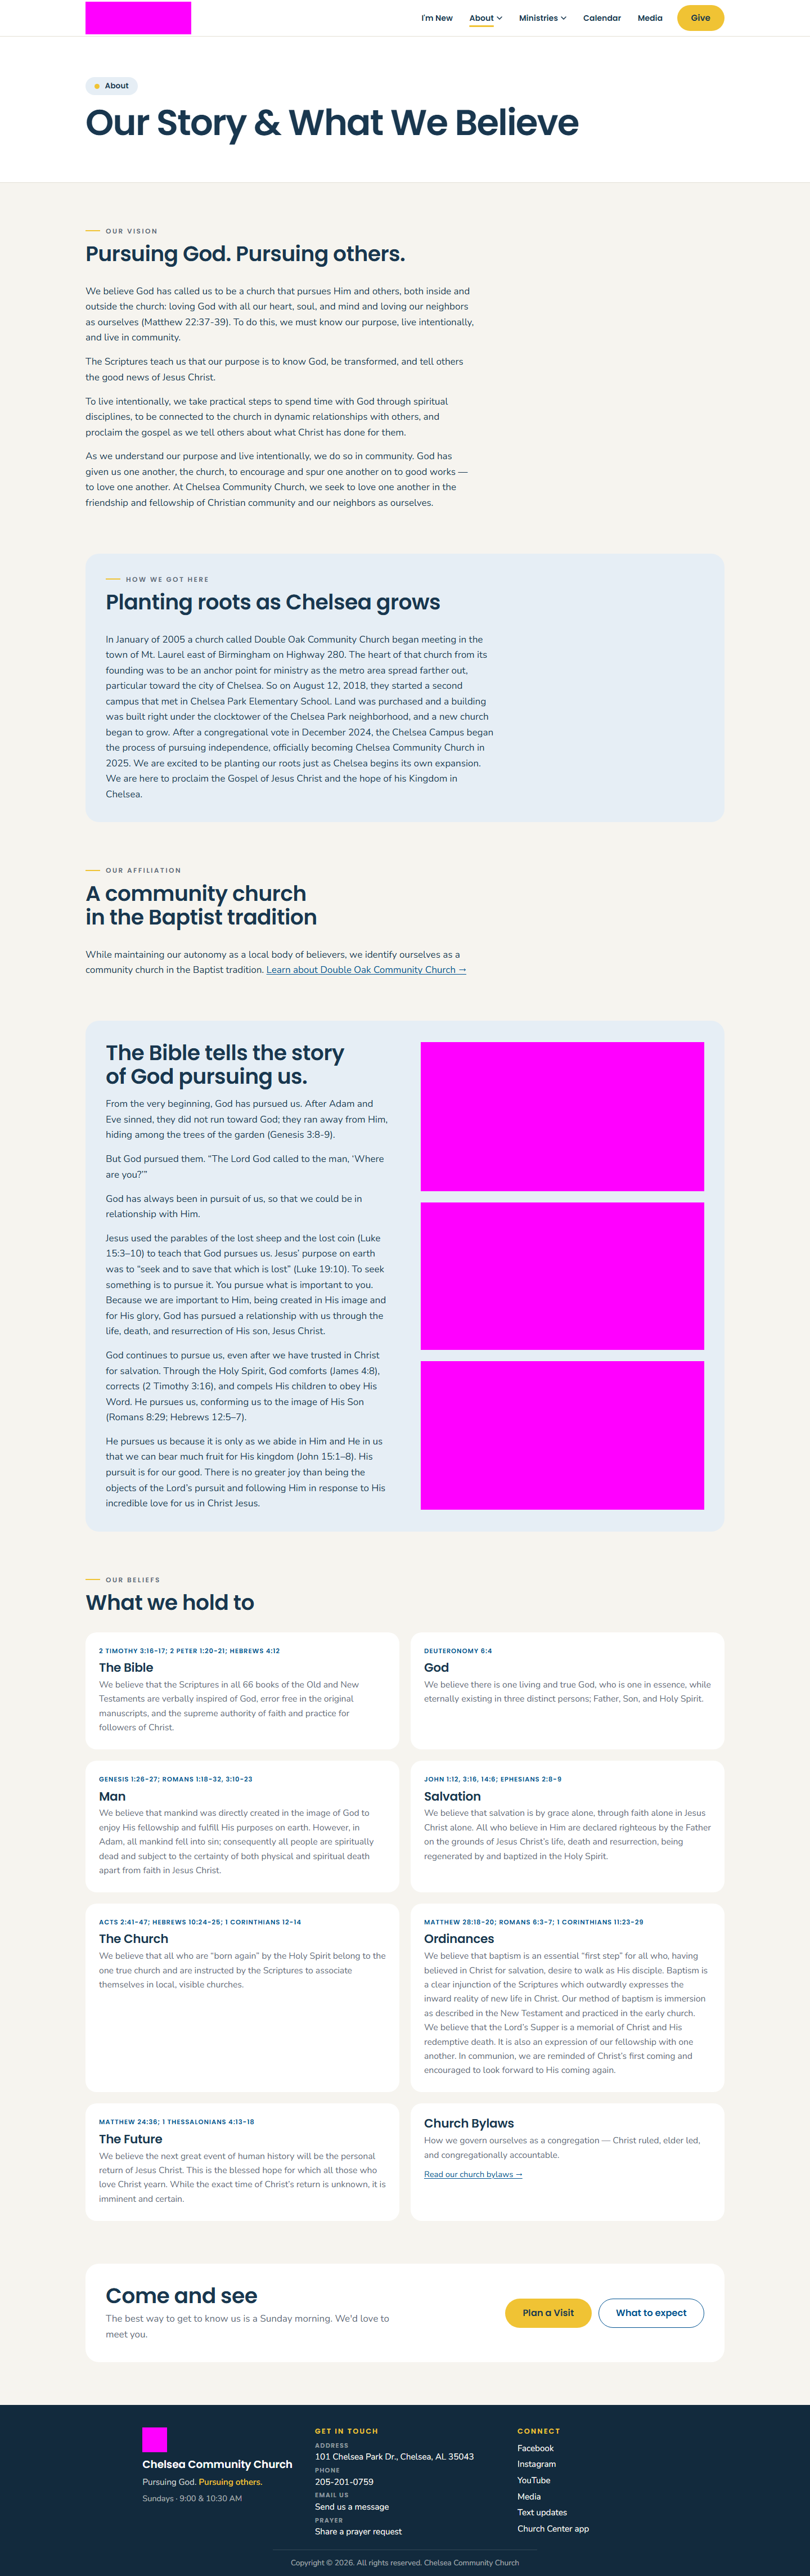 I'm New
About
Ministries
Calendar
Media
Give
About
Our Story & What We Believe
OUR VISION
Pursuing God. Pursuing others.
We believe God has called us to be a church that pursues Him and others, both inside and
outside the church: loving God with all our heart, soul, and mind and loving our neighbors
as ourselves (Matthew 22:37-39). To do this, we must know our purpose, live intentionally,
and live in community.
The Scriptures teach us that our purpose is to know God, be transformed, and tell others
the good news of Jesus Christ.
To live intentionally, we take practical steps to spend time with God through spiritual
disciplines, to be connected to the church in dynamic relationships with others, and
proclaim the gospel as we tell others about what Christ has done for them.
As we understand our purpose and live intentionally, we do so in community. God has
given us one another, the church, to encourage and spur one another on to good works —
to love one another. At Chelsea Community Church, we seek to love one another in the
friendship and fellowship of Christian community and our neighbors as ourselves.
HOW WE GOT HERE
Planting roots as Chelsea grows
In January of 2005 a church called Double Oak Community Church began meeting in the
town of Mt. Laurel east of Birmingham on Highway 280. The heart of that church from its
founding was to be an anchor point for ministry as the metro area spread farther out,
particular toward the city of Chelsea. So on August 12, 2018, they started a second
campus that met in Chelsea Park Elementary School. Land was purchased and a building
was built right under the clocktower of the Chelsea Park neighborhood, and a new church
began to grow. After a congregational vote in December 2024, the Chelsea Campus began
the process of pursuing independence, officially becoming Chelsea Community Church in
2025. We are excited to be planting our roots just as Chelsea begins its own expansion.
We are here to proclaim the Gospel of Jesus Christ and the hope of his Kingdom in
Chelsea.
OUR AFFILIATION
A community church
in the Baptist tradition
While maintaining our autonomy as a local body of believers, we identify ourselves as a
community church in the Baptist tradition. Learn about Double Oak Community Church →
The Bible tells the story
of God pursuing us.
From the very beginning, God has pursued us. After Adam and
Eve sinned, they did not run toward God; they ran away from Him,
hiding among the trees of the garden (Genesis 3:8-9).
But God pursued them. “The Lord God called to the man, ‘Where
are you?’”
God has always been in pursuit of us, so that we could be in
relationship with Him.
Jesus used the parables of the lost sheep and the lost coin (Luke
15:3–10) to teach that God pursues us. Jesus’ purpose on earth
was to “seek and to save that which is lost” (Luke 19:10). To seek
something is to pursue it. You pursue what is important to you.
Because we are important to Him, being created in His image and
for His glory, God has pursued a relationship with us through the
life, death, and resurrection of His son, Jesus Christ.
God continues to pursue us, even after we have trusted in Christ
for salvation. Through the Holy Spirit, God comforts (James 4:8),
corrects (2 Timothy 3:16), and compels His children to obey His
Word. He pursues us, conforming us to the image of His Son
(Romans 8:29; Hebrews 12:5–7).
He pursues us because it is only as we abide in Him and He in us
that we can bear much fruit for His kingdom (John 15:1–8). His
pursuit is for our good. There is no greater joy than being the
objects of the Lord’s pursuit and following Him in response to His
incredible love for us in Christ Jesus.
OUR BELIEFS
What we hold to
2 TIMOTHY 3:16-17; 2 PETER 1:20-21; HEBREWS 4:12
The Bible
We believe that the Scriptures in all 66 books of the Old and New
Testaments are verbally inspired of God, error free in the original
manuscripts, and the supreme authority of faith and practice for
followers of Christ.
DEUTERONOMY 6:4
God
We believe there is one living and true God, who is one in essence, while
eternally existing in three distinct persons; Father, Son, and Holy Spirit.
GENESIS 1:26-27; ROMANS 1:18-32, 3:10-23
Man
We believe that mankind was directly created in the image of God to
enjoy His fellowship and fulfill His purposes on earth. However, in
Adam, all mankind fell into sin; consequently all people are spiritually
dead and subject to the certainty of both physical and spiritual death
apart from faith in Jesus Christ.
JOHN 1:12, 3:16, 14:6; EPHESIANS 2:8-9
Salvation
We believe that salvation is by grace alone, through faith alone in Jesus
Christ alone. All who believe in Him are declared righteous by the Father
on the grounds of Jesus Christ’s life, death and resurrection, being
regenerated by and baptized in the Holy Spirit.
ACTS 2:41-47; HEBREWS 10:24-25; 1 CORINTHIANS 12-14
The Church
We believe that all who are “born again” by the Holy Spirit belong to the
one true church and are instructed by the Scriptures to associate
themselves in local, visible churches.
MATTHEW 28:18-20; ROMANS 6:3-7; 1 CORINTHIANS 11:23-29
Ordinances
We believe that baptism is an essential “first step” for all who, having
believed in Christ for salvation, desire to walk as His disciple. Baptism is
a clear injunction of the Scriptures which outwardly expresses the
inward reality of new life in Christ. Our method of baptism is immersion
as described in the New Testament and practiced in the early church.
We believe that the Lord’s Supper is a memorial of Christ and His
redemptive death. It is also an expression of our fellowship with one
another. In communion, we are reminded of Christ’s first coming and
encouraged to look forward to His coming again.
MATTHEW 24:36; 1 THESSALONIANS 4:13-18
The Future
We believe the next great event of human history will be the personal
return of Jesus Christ. This is the blessed hope for which all those who
love Christ yearn. While the exact time of Christ’s return is unknown, it is
imminent and certain.
Church Bylaws
How we govern ourselves as a congregation — Christ ruled, elder led,
and congregationally accountable.
Read our church bylaws →
Come and see
The best way to get to know us is a Sunday morning. We'd love to
meet you.
Plan a Visit
What to expect
Chelsea Community Church
Pursuing God. Pursuing others.
Sundays · 9:00 & 10:30 AM
GET IN TOUCH
ADDRESS
101 Chelsea Park Dr., Chelsea, AL 35043
PHONE
205-201-0759
EMAIL US
Send us a message
PRAYER
Share a prayer request
CONNECT
Facebook
Instagram
YouTube
Media
Text updates
Church Center app
Copyright © 2026. All rights reserved. Chelsea Community Church